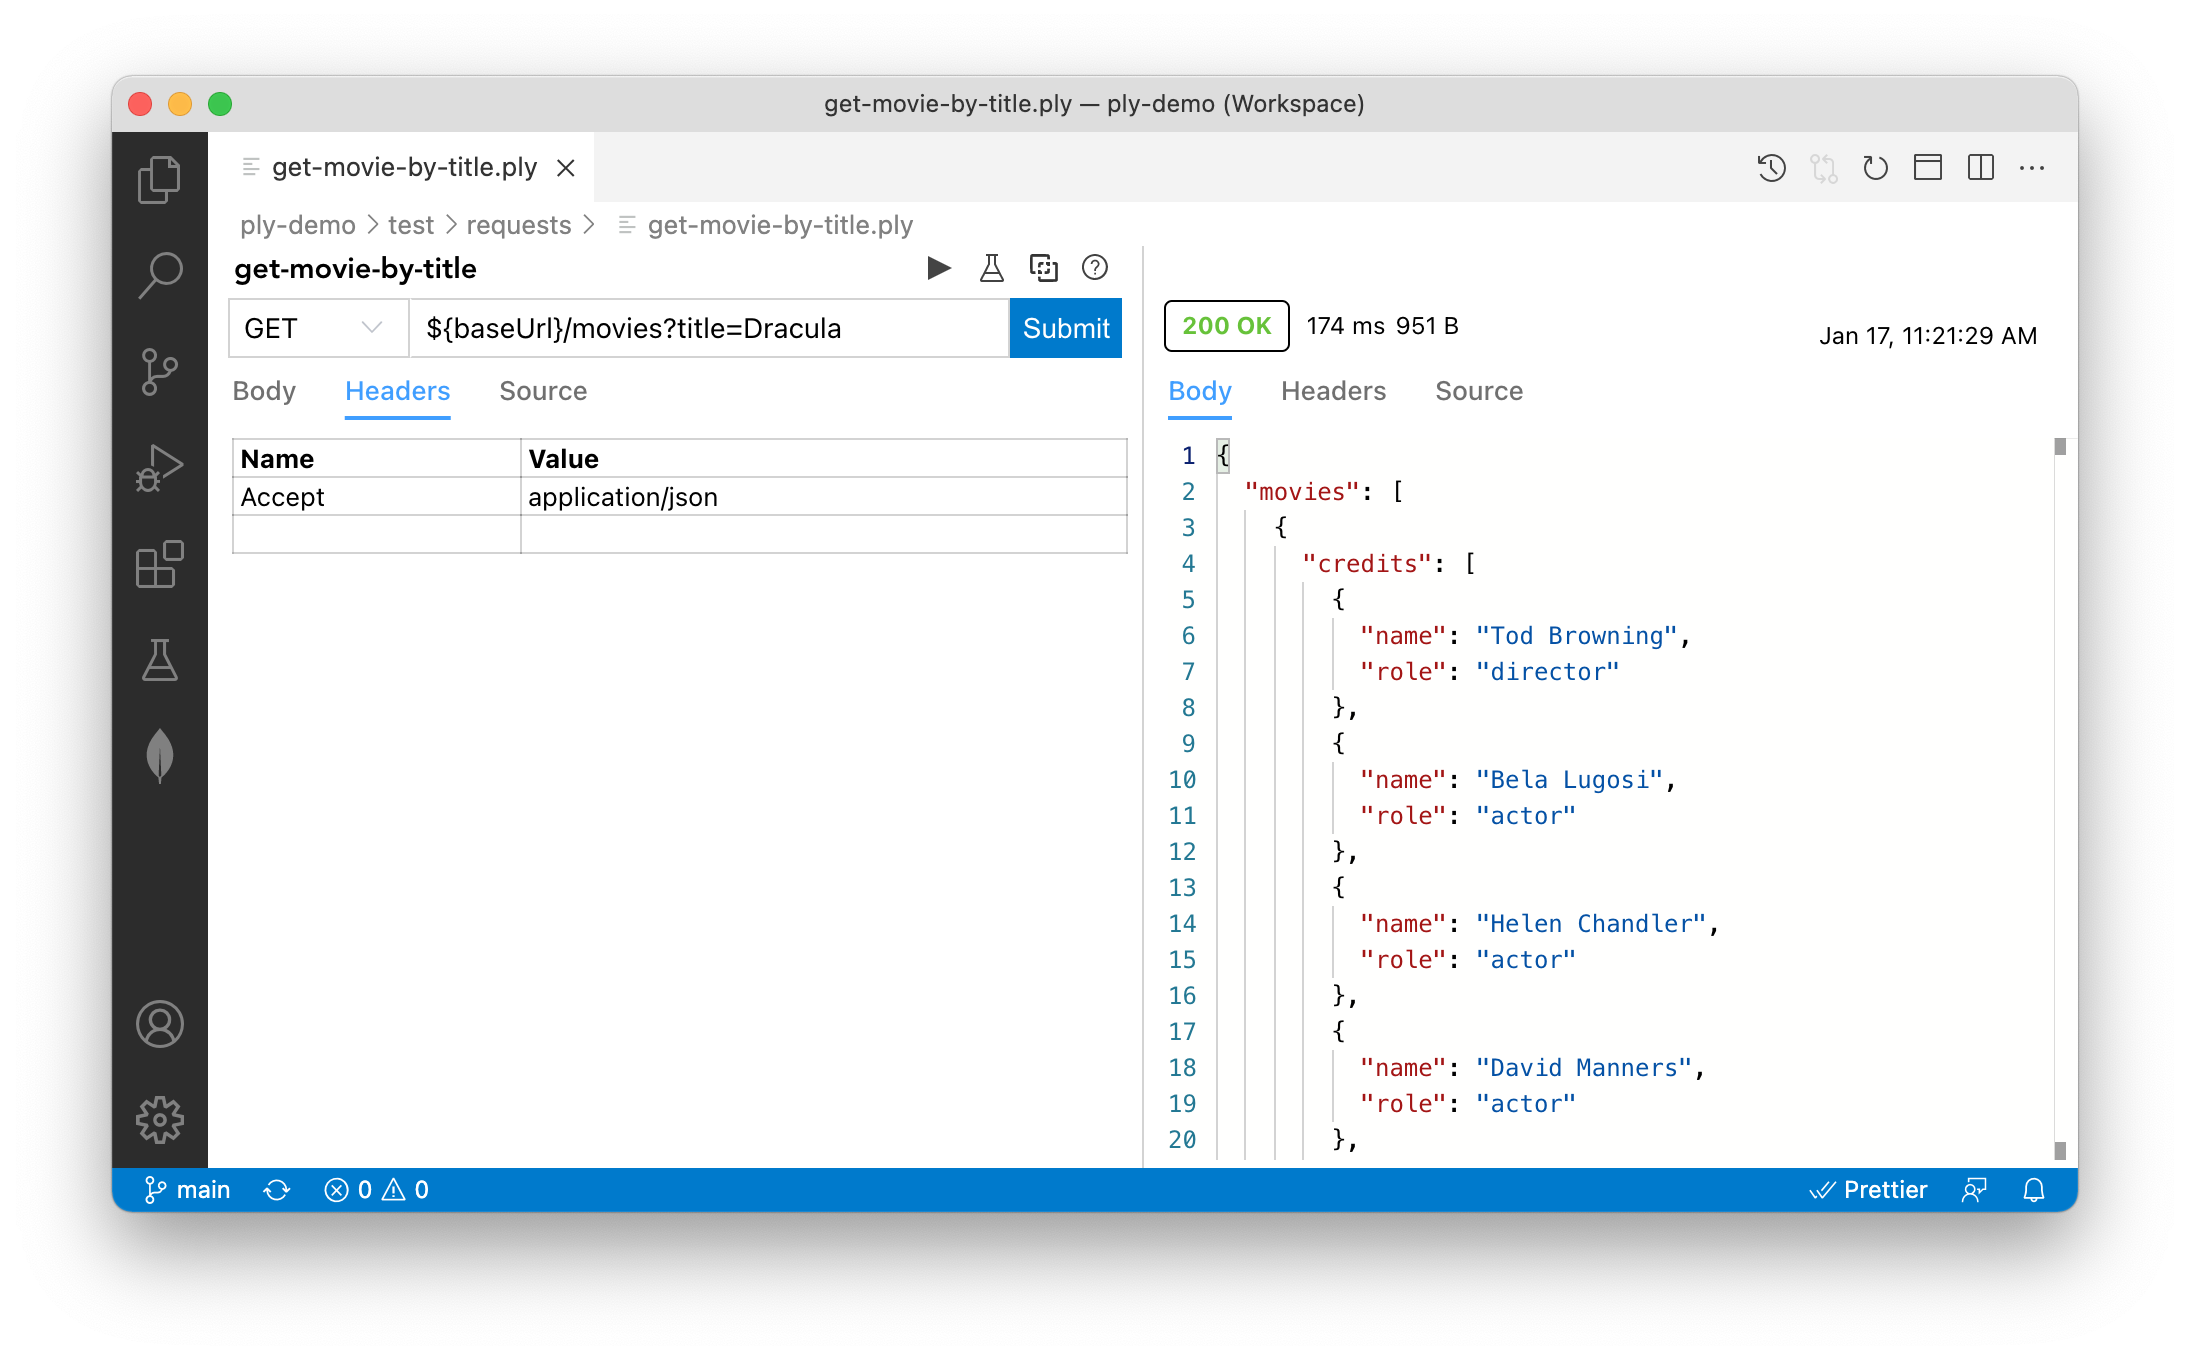 get-movie-by-title.ply — ply-demo (Workspace)
get-movie-by-title.ply
ply-demo > test > requests > get-movie-by-title.ply
get-movie-by-title
GET ${baseUrl}/movies?title=Dracula Submit
Body Headers Source
Name Value
Accept application/json
200 OK 174 ms 951 B
Jan 17, 11:21:29 AM
Body Headers Source
1 {
2 "movies": [
3 {
4 "credits": [
5 {
6 "name": "Tod Browning",
7 "role": "director"
8 },
9 {
10 "name": "Bela Lugosi",
11 "role": "actor"
12 },
13 {
14 "name": "Helen Chandler",
15 "role": "actor"
16 },
17 {
18 "name": "David Manners",
19 "role": "actor"
20 },
main 0 0 Prettier